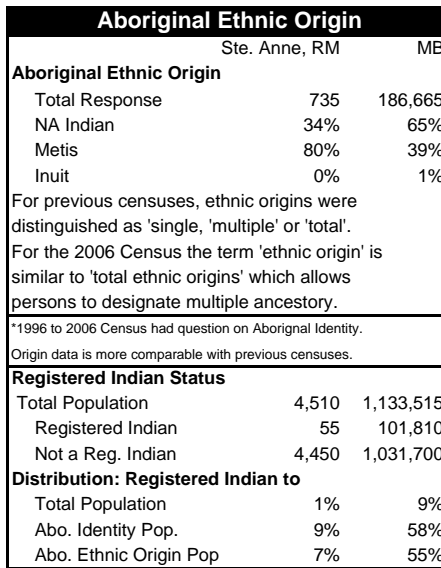 Aboriginal Ethnic Origin
Ste. Anne, RM MB
Aboriginal Ethnic Origin
Total Response 735 186,665
NA Indian 34% 65%
Metis 80% 39%
Inuit 0% 1%
For previous censuses, ethnic origins were
distinguished as 'single, 'multiple' or 'total'.
For the 2006 Census the term 'ethnic origin' is
similar to 'total ethnic origins' which allows
persons to designate multiple ancestory.
*1996 to 2006 Census had question on Aborignal Identity.
Origin data is more comparable with previous censuses.
Registered Indian Status
Total Population 4,510 1,133,515
Registered Indian 55 101,810
Not a Reg. Indian 4,450 1,031,700
Distribution: Registered Indian to
Total Population 1% 9%
Abo. Identity Pop. 9% 58%
Abo. Ethnic Origin Pop 7% 55%